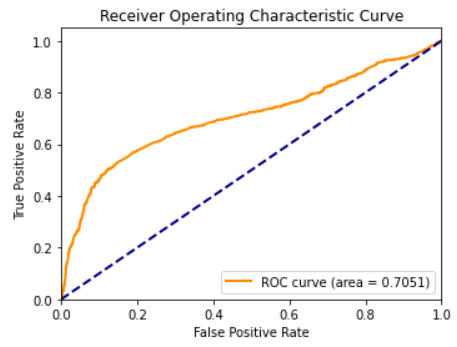 Receiver Operating Characteristic Curve
1.0
0.8
0.6
0.4
0.2
0.0
True Positive Rate
ROC curve (area = 0.7051)
0.0 0.2 0.4 0.6 0.8 1.0
False Positive Rate